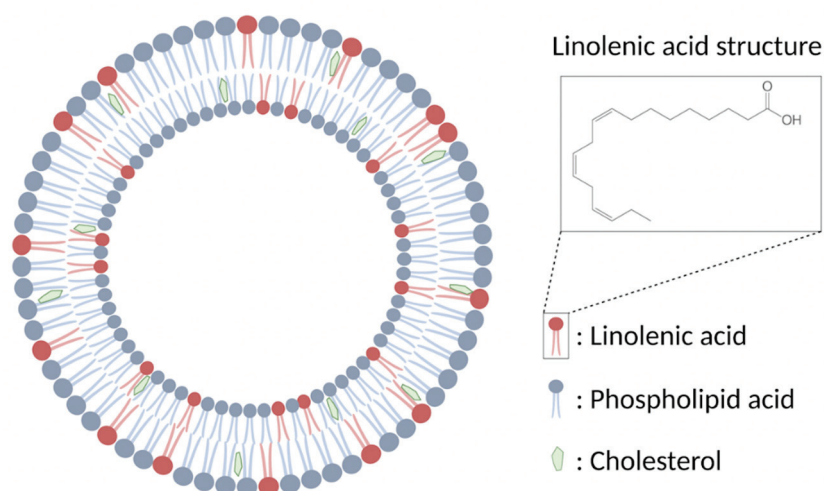 Linolenic acid structure
O
OH
: Linolenic acid
: Phospholipid acid
: Cholesterol